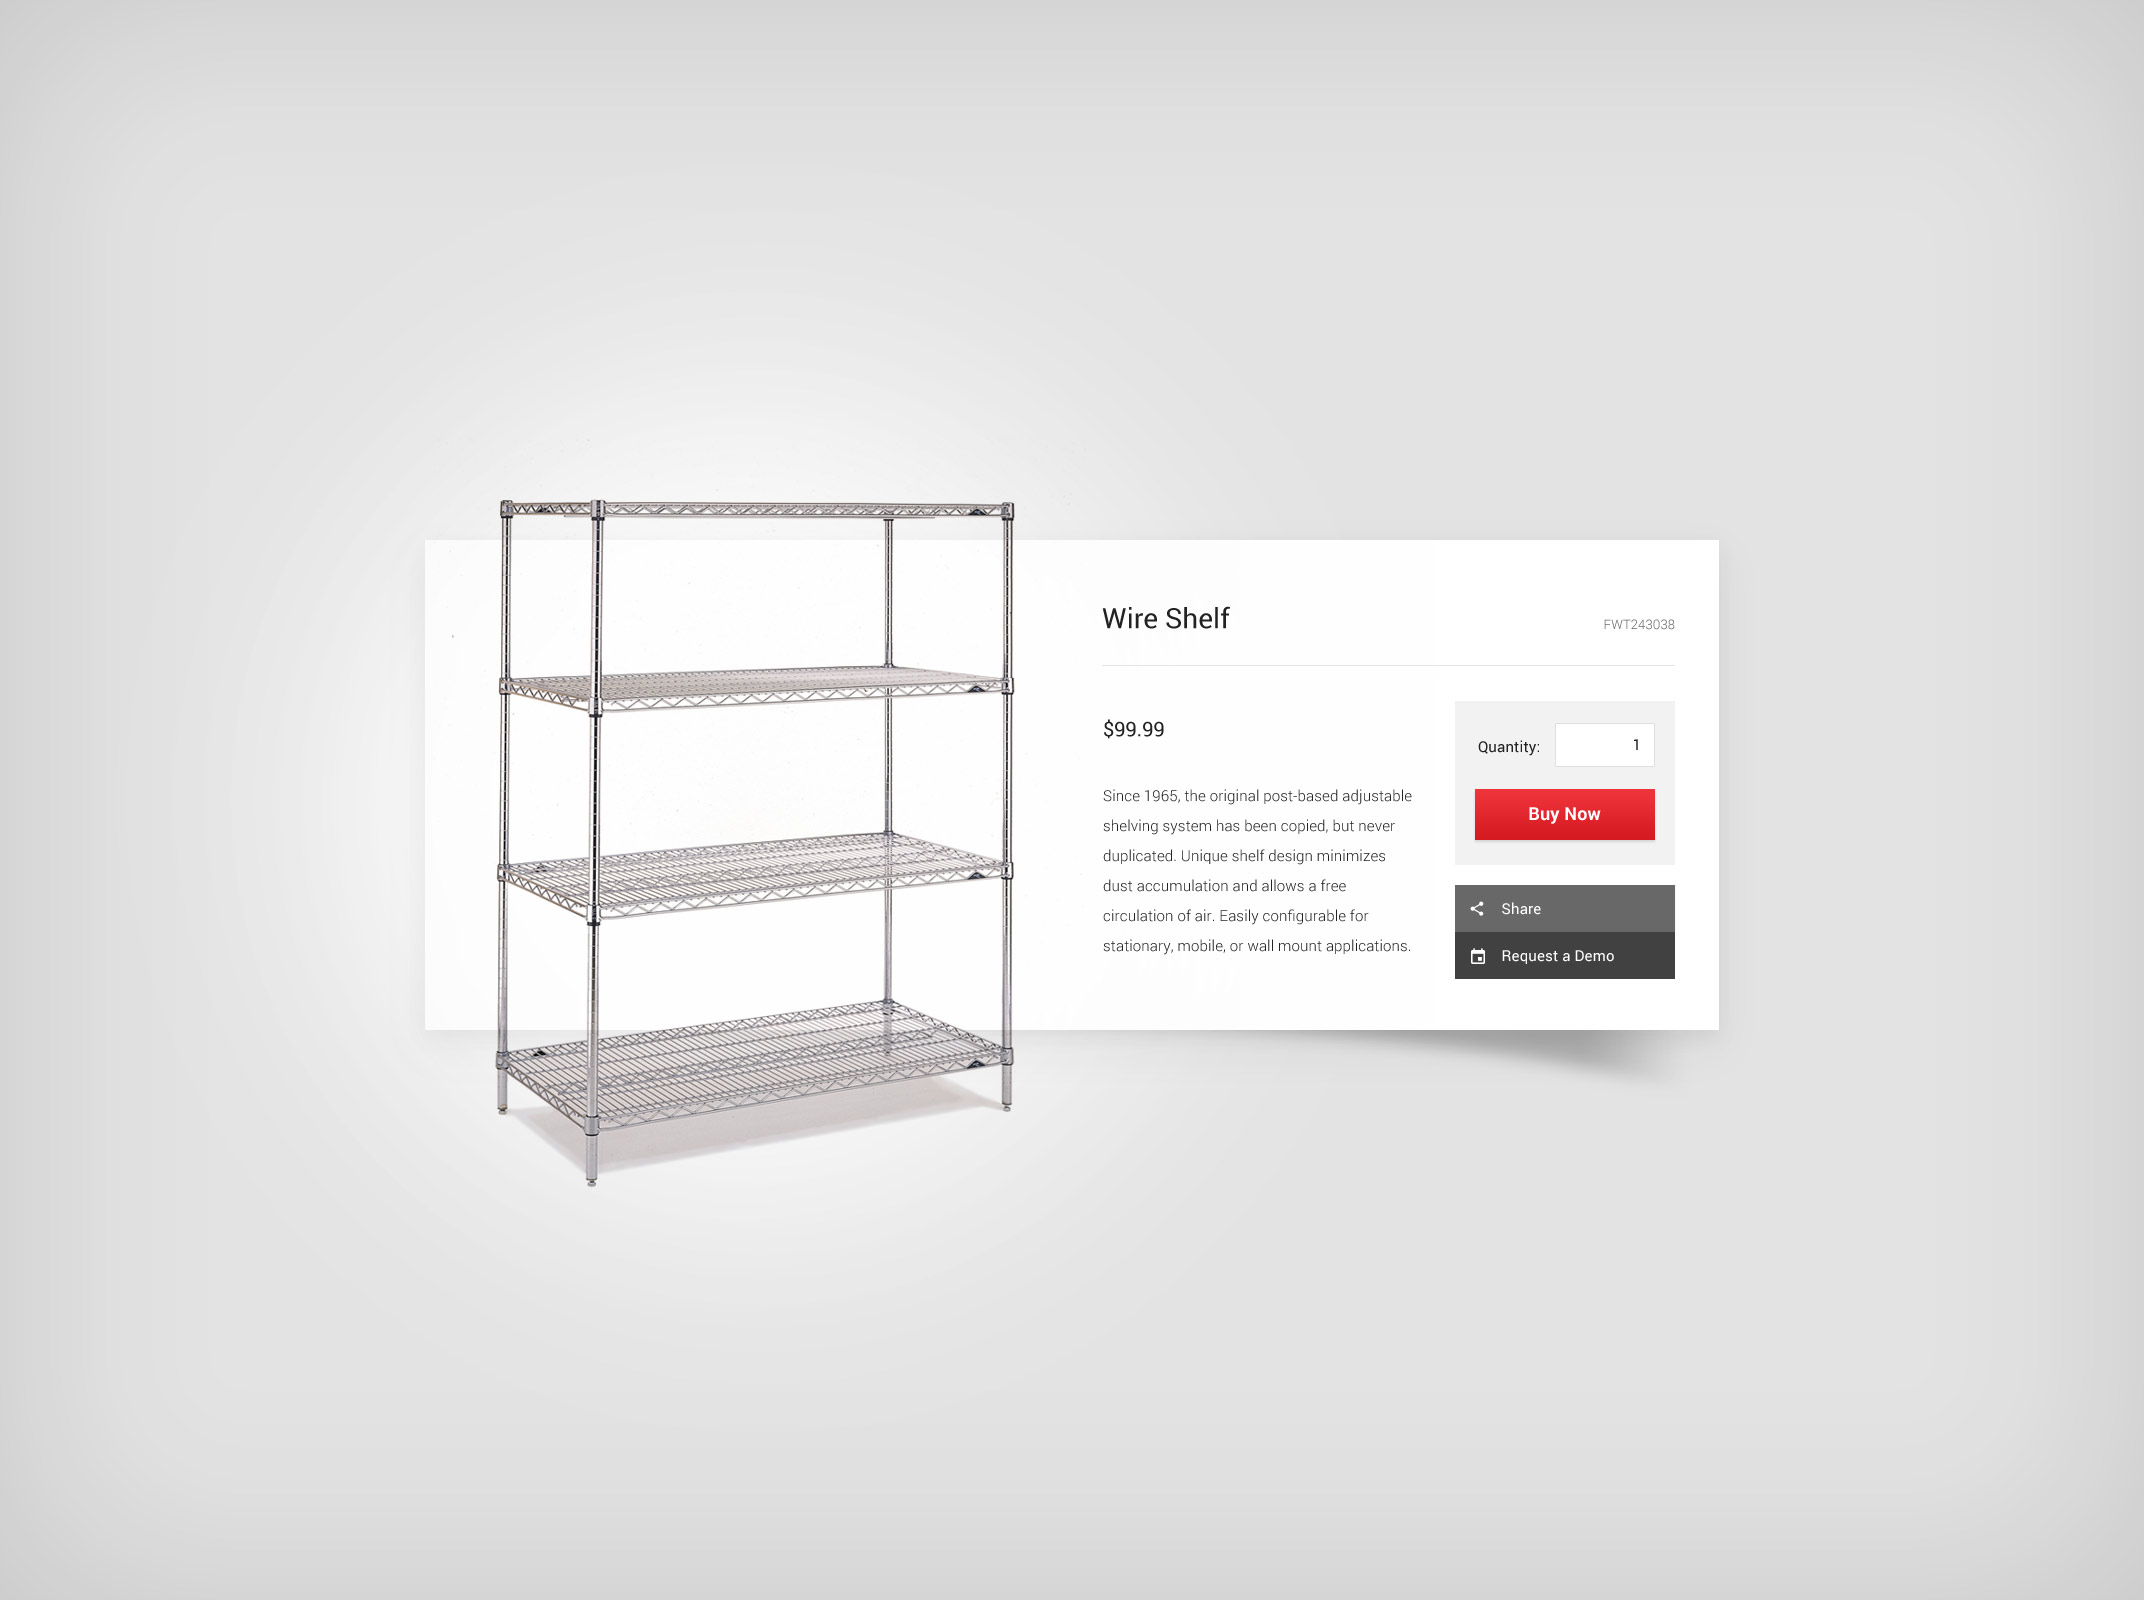 Wire Shelf
FWT243038
$99.99
Since 1965, the original post-based adjustable
shelving system has been copied, but never
duplicated. Unique shelf design minimizes
dust accumulation and allows a free
circulation of air. Easily configurable for
stationary, mobile, or wall mount applications.
Quantity: 1
Buy Now
Share
Request a Demo